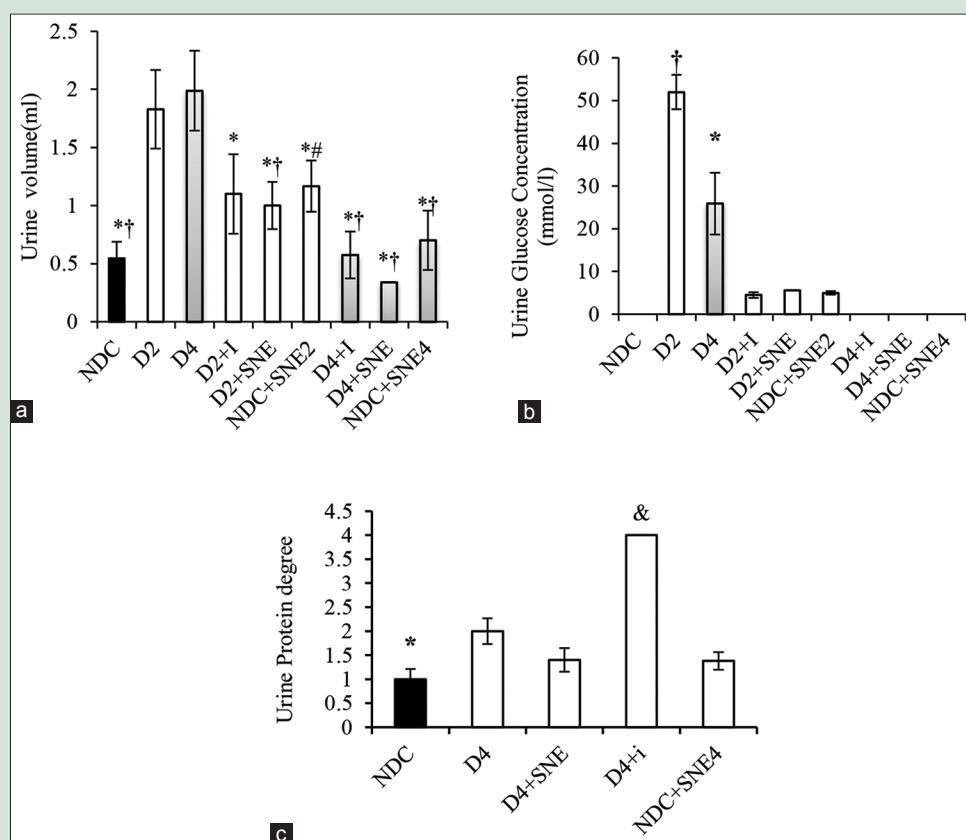 2.5
2
1.5
1
0.5
0
Urine volume(ml)
*†
*
*†
*#
*†
*†
*†
NDC
D2
D4
D2+I
D2+SNE
NDC+SNE2
D4+I
D4+SNE
NDC+SNE4
a
60
50
40
30
20
10
0
Urine Glucose Concentration
(mmol/l)
†
*
NDC
D2
D4
D2+I
D2+SNE
NDC+SNE2
D4+I
D4+SNE
NDC+SNE4
b
4.5
4
3.5
3
2.5
2
1.5
1
0.5
0
Urine Protein degree
*
&
NDC
D4
D4+SNE
D4+i
NDC+SNE4
c